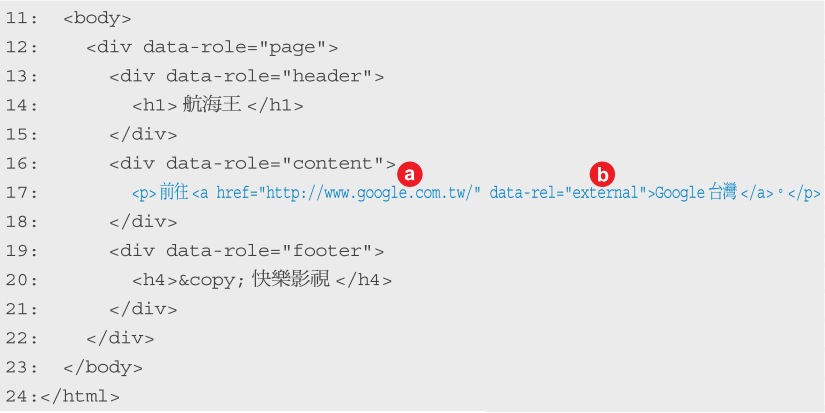 11:  <body>
12:    <div data-role="page">
13:      <div data-role="header">
14:        <h1>航海王</h1>
15:      </div>
16:      <div data-role="content">
a b
17:        <p>前往<a href="http://www.google.com.tw/" data-rel="external">Google 台灣</a>。</p>
18:      </div>
19:      <div data-role="footer">
20:        <h4>&copy; 快樂影視</h4>
21:      </div>
22:    </div>
23:  </body>
24:</html>